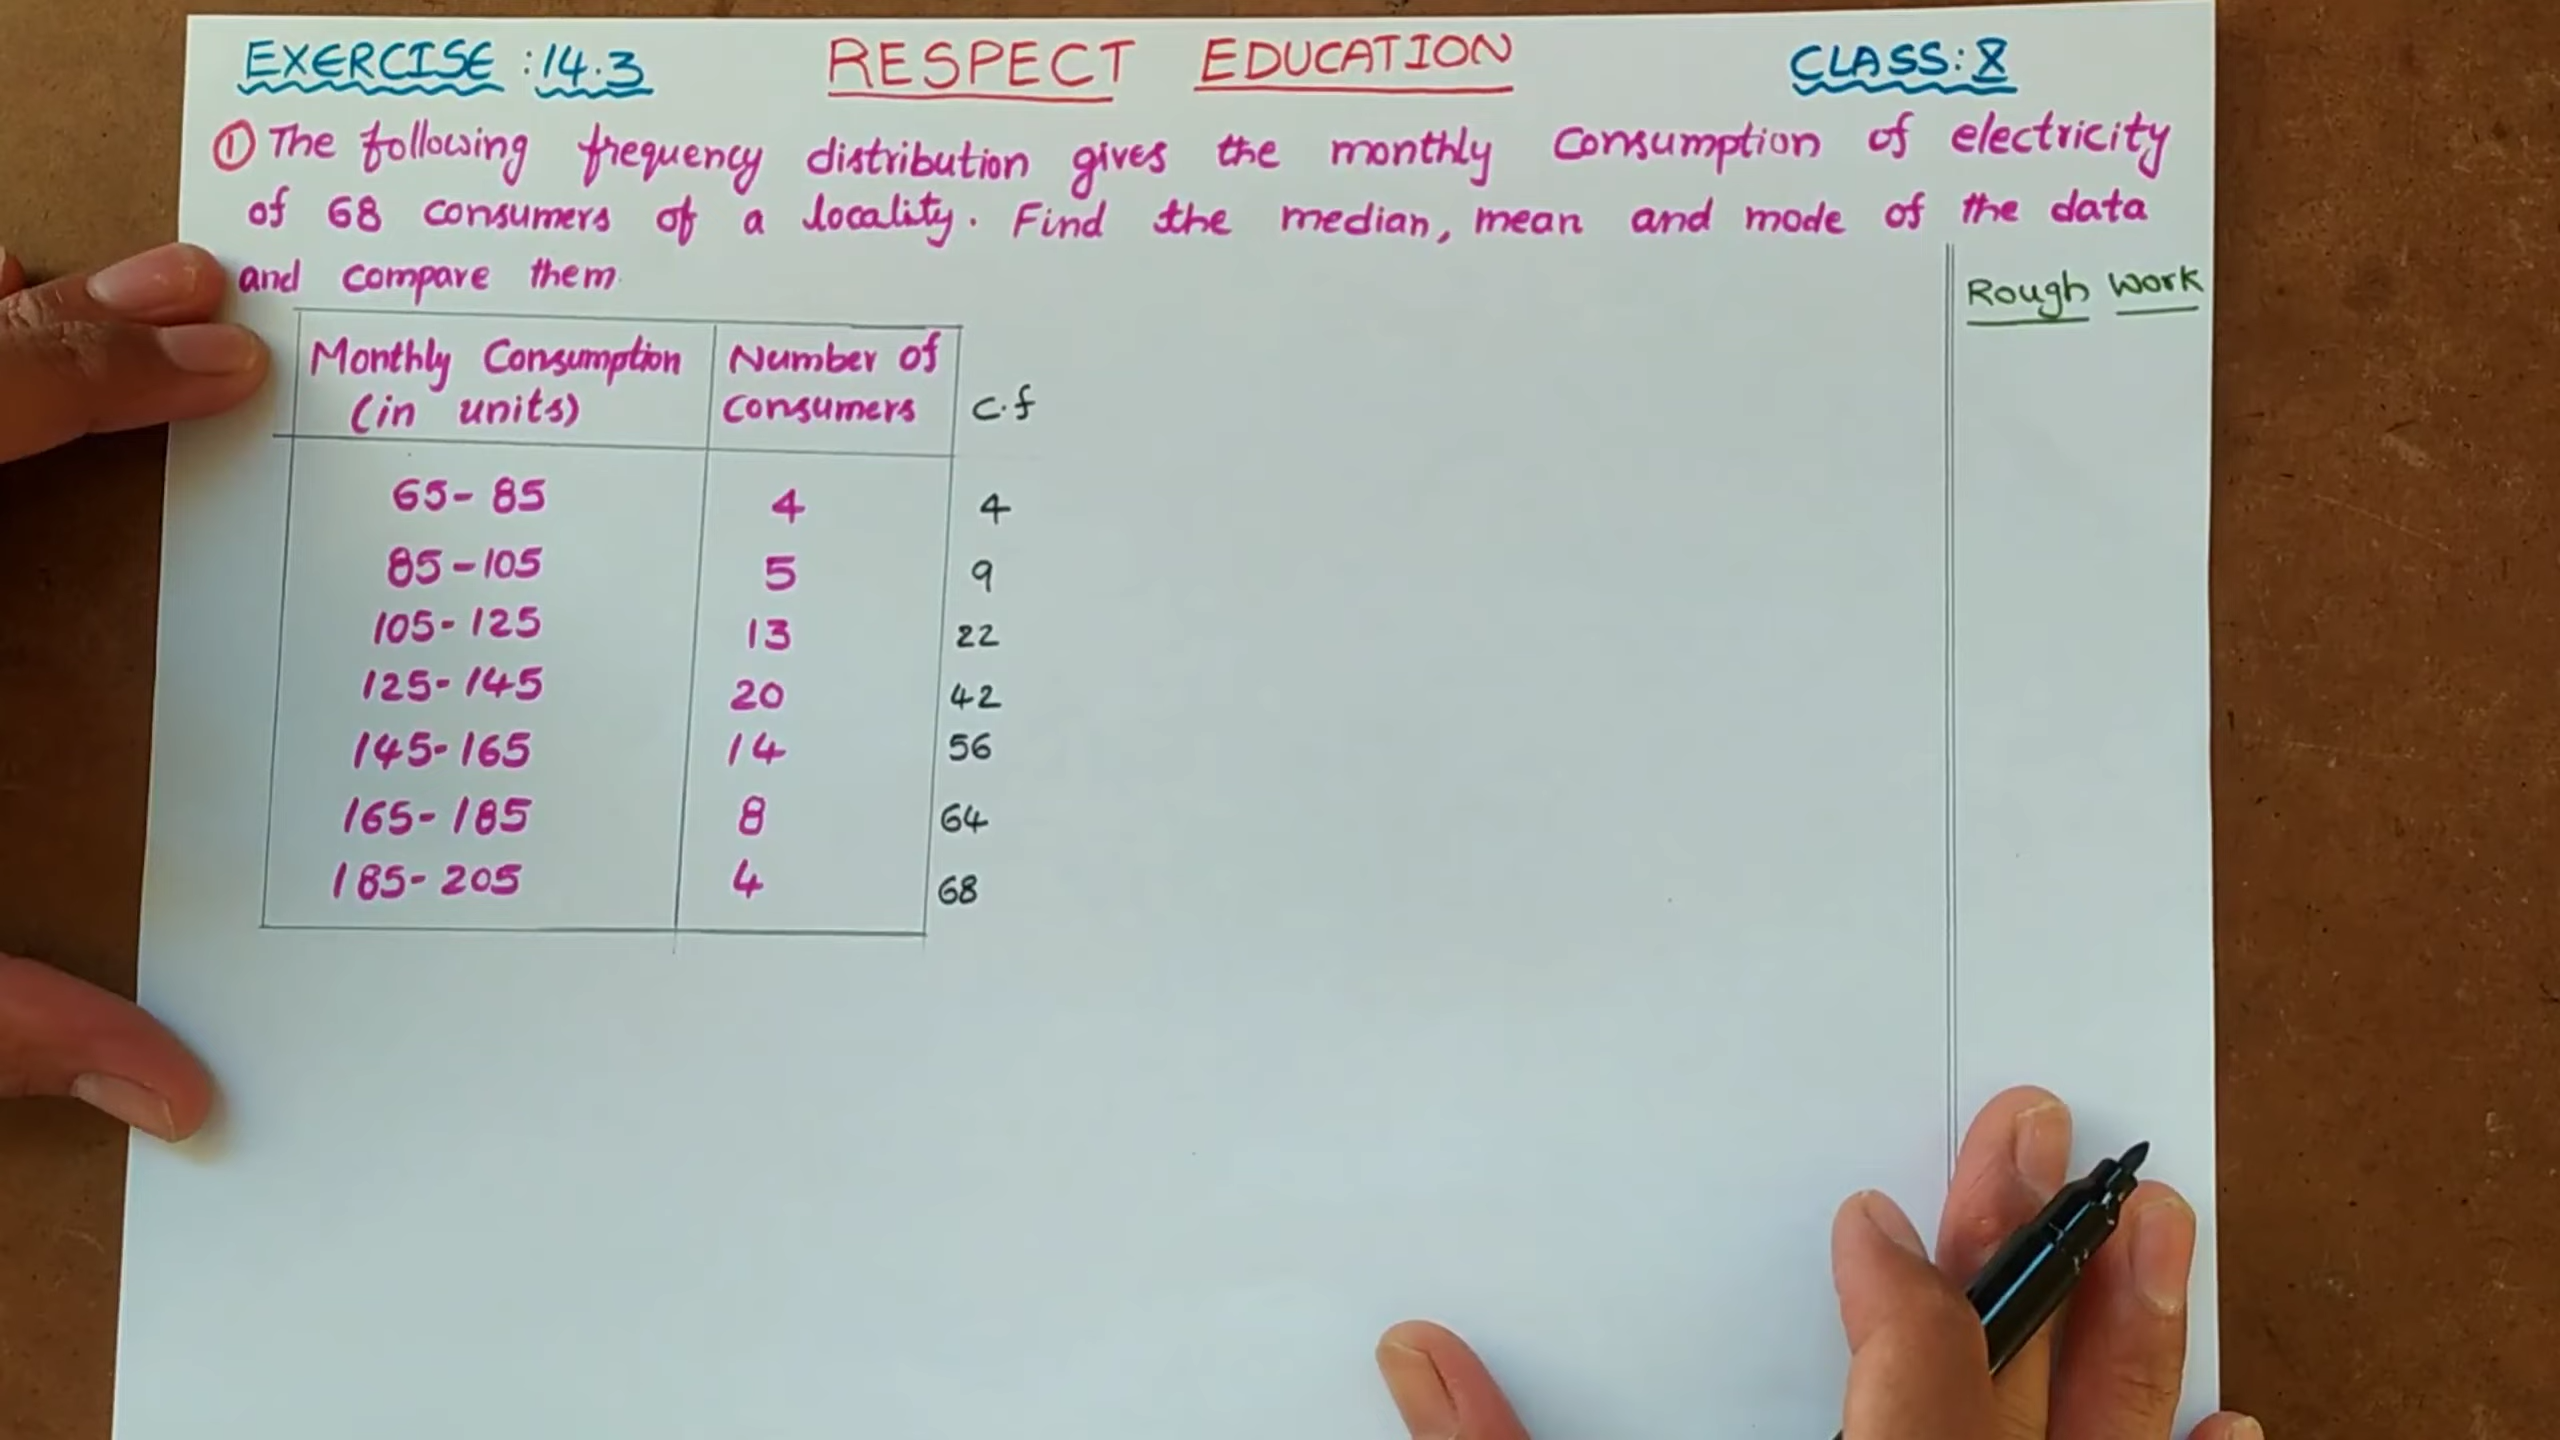 EXERCISE : 14.3 RESPECT EDUCATION CLASS: X
① The following frequency distribution gives the monthly consumption of electricity
of 68 consumers of a locality. Find the median, mean and mode of the data
and compare them.
Rough Work
Monthly Consumption (in units) Number of consumers c.f
65-85 4 4
85-105 5 9
105-125 13 22
125-145 20 42
145-165 14 56
165-185 8 64
185-205 4 68